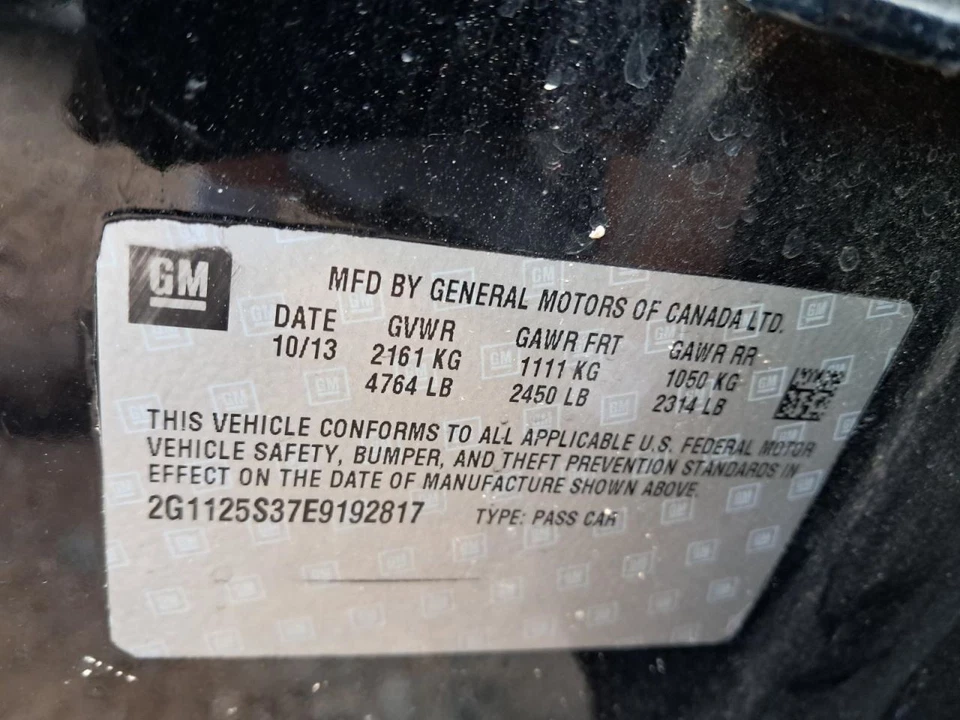 GM
MFD BY GENERAL MOTORS OF CANADA LTD.
DATE GVWR GAWR FRT GAWR RR
10/13 2161 KG 1111 KG 1050 KG
4764 LB 2450 LB 2314 LB
THIS VEHICLE CONFORMS TO ALL APPLICABLE U.S. FEDERAL MOTOR
VEHICLE SAFETY, BUMPER, AND THEFT PREVENTION STANDARDS IN
EFFECT ON THE DATE OF MANUFACTURE SHOWN ABOVE.
2G1125S37E9192817 TYPE: PASS CAR